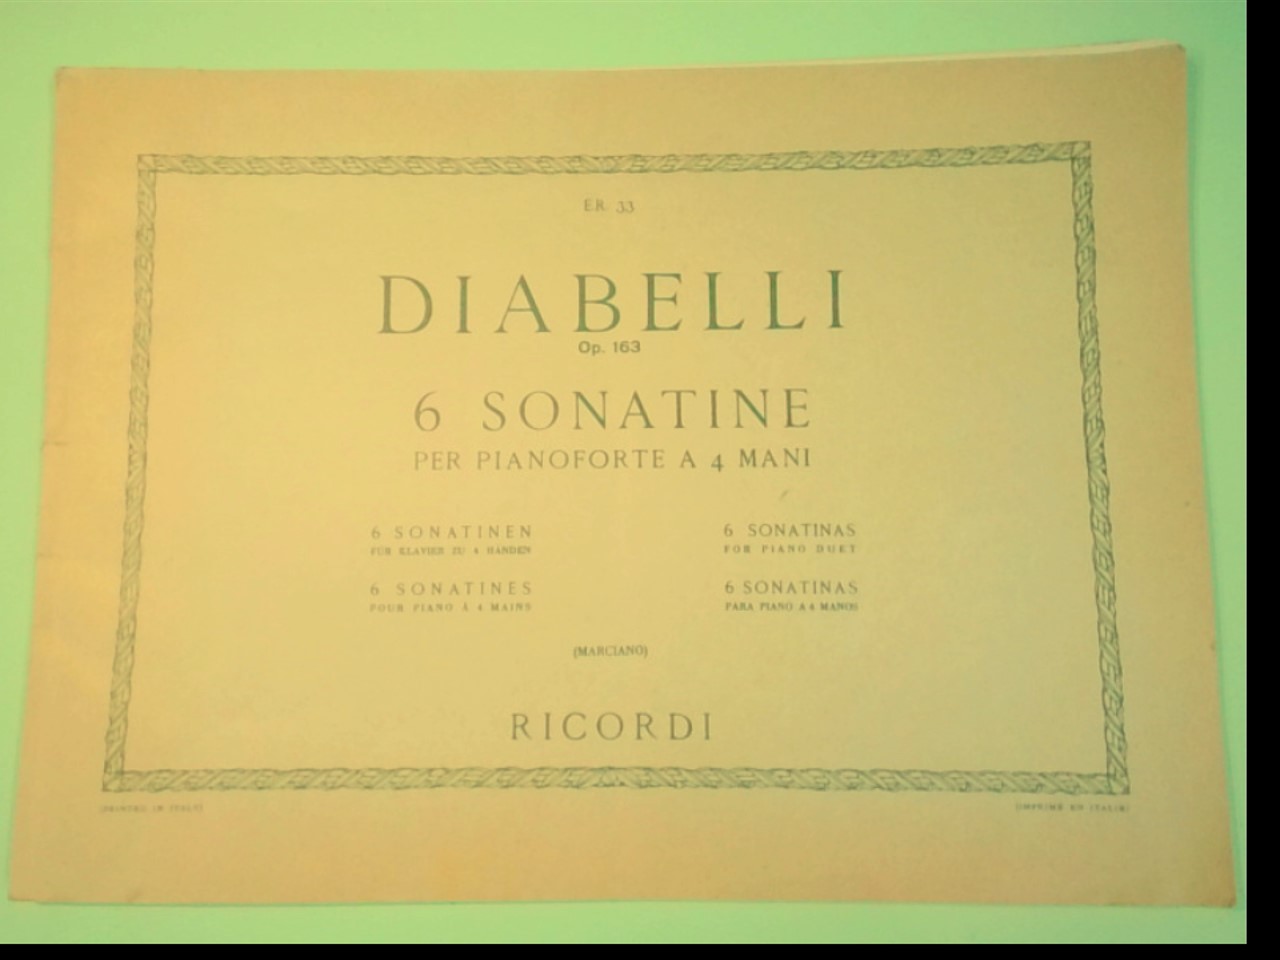 E.R. 33
DIABELLI
Op. 163
6 SONATINE
PER PIANOFORTE A 4 MANI
6 SONATINEN
FÜR KLAVIER ZU 4 HÄNDEN
6 SONATINES
POUR PIANO À 4 MAINS
6 SONATINAS
FOR PIANO DUET
6 SONATINAS
PARA PIANO A 4 MANOS
(MARCIANO)
RICORDI
(PRINTED IN ITALY)
(IMPRIMÉ EN ITALIE)